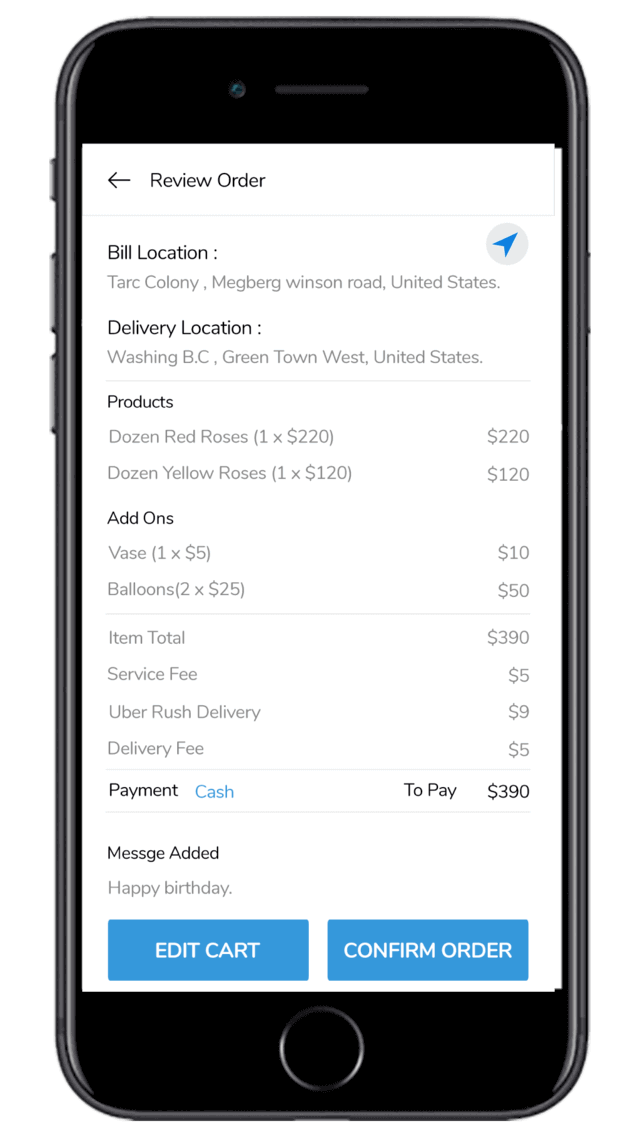 Review Order
Bill Location :
Tarc Colony , Megberg winson road, United States.
Delivery Location :
Washing B.C , Green Town West, United States.
Products
Dozen Red Roses (1 x $220) $220
Dozen Yellow Roses (1 x $120) $120
Add Ons
Vase (1 x $5) $10
Balloons(2 x $25) $50
Item Total $390
Service Fee $5
Uber Rush Delivery $9
Delivery Fee $5
Payment Cash To Pay $390
Messge Added
Happy birthday.
EDIT CART CONFIRM ORDER